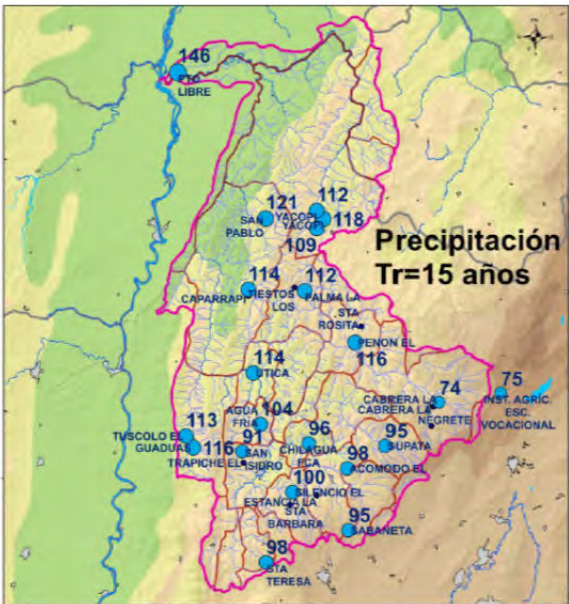 146
PTO
LIBRE
121
112
SAN
PABLO
YACOPI
YACOPI
118
109
Precipitación
Tr=15 años
114
112
CAPARRAPI
TIESTOS
LOS
PALMA LA
STA
ROSITA
PENON EL
116
114
UTICA
74
75
CABRERA LA
CABRERA LA
NEGRETE
INST. AGRIC.
ESC.
VOCACIONAL
AGUA
FRIA
104
113
TUSCOLO EL
GUADUAS
116
TRAPICHE EL
91
SAN
ISIDRO
96
CHILAGUA
FCA
95
SUPATA
98
ACOMODO EL
100
SILENCIO EL
ESTANCIA LA
STA
BARBARA
95
SABANETA
98
STA
TERESA